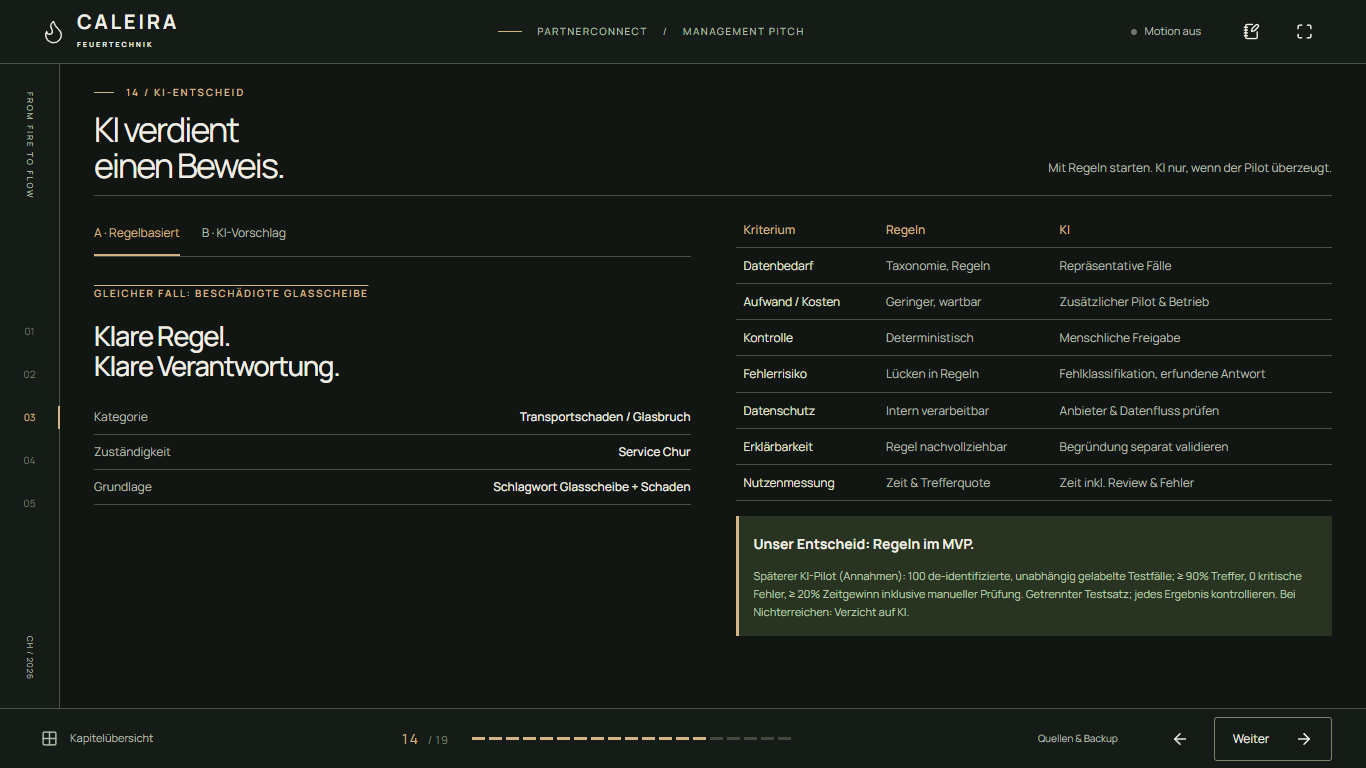 CALEIRA
FEUERTECHNIK
PARTNERCONNECT / MANAGEMENT PITCH
Motion aus
FROM FIRE TO FLOW
01
02
03
04
05
CH / 2026
14 / KI-ENTSCHEID
KI verdient
einen Beweis.
Mit Regeln starten. KI nur, wenn der Pilot überzeugt.
A · Regelbasiert B · KI-Vorschlag
GLEICHER FALL: BESCHÄDIGTE GLASSCHEIBE
Klare Regel.
Klare Verantwortung.
Kategorie Transportschaden / Glasbruch
Zuständigkeit Service Chur
Grundlage Schlagwort Glasscheibe + Schaden
Kriterium Regeln KI
Datenbedarf Taxonomie, Regeln Repräsentative Fälle
Aufwand / Kosten Geringer, wartbar Zusätzlicher Pilot & Betrieb
Kontrolle Deterministisch Menschliche Freigabe
Fehlerrisiko Lücken in Regeln Fehlklassifikation, erfundene Antwort
Datenschutz Intern verarbeitbar Anbieter & Datenfluss prüfen
Erklärbarkeit Regel nachvollziehbar Begründung separat validieren
Nutzenmessung Zeit & Trefferquote Zeit inkl. Review & Fehler
Unser Entscheid: Regeln im MVP.
Späterer KI-Pilot (Annahmen): 100 de-identifizierte, unabhängig gelabelte Testfälle; ≥ 90% Treffer, 0 kritische
Fehler, ≥ 20% Zeitgewinn inklusive manueller Prüfung. Getrennter Testsatz; jedes Ergebnis kontrollieren. Bei
Nichterreichen: Verzicht auf KI.
Kapitelübersicht
14 / 19
Quellen & Backup
Weiter